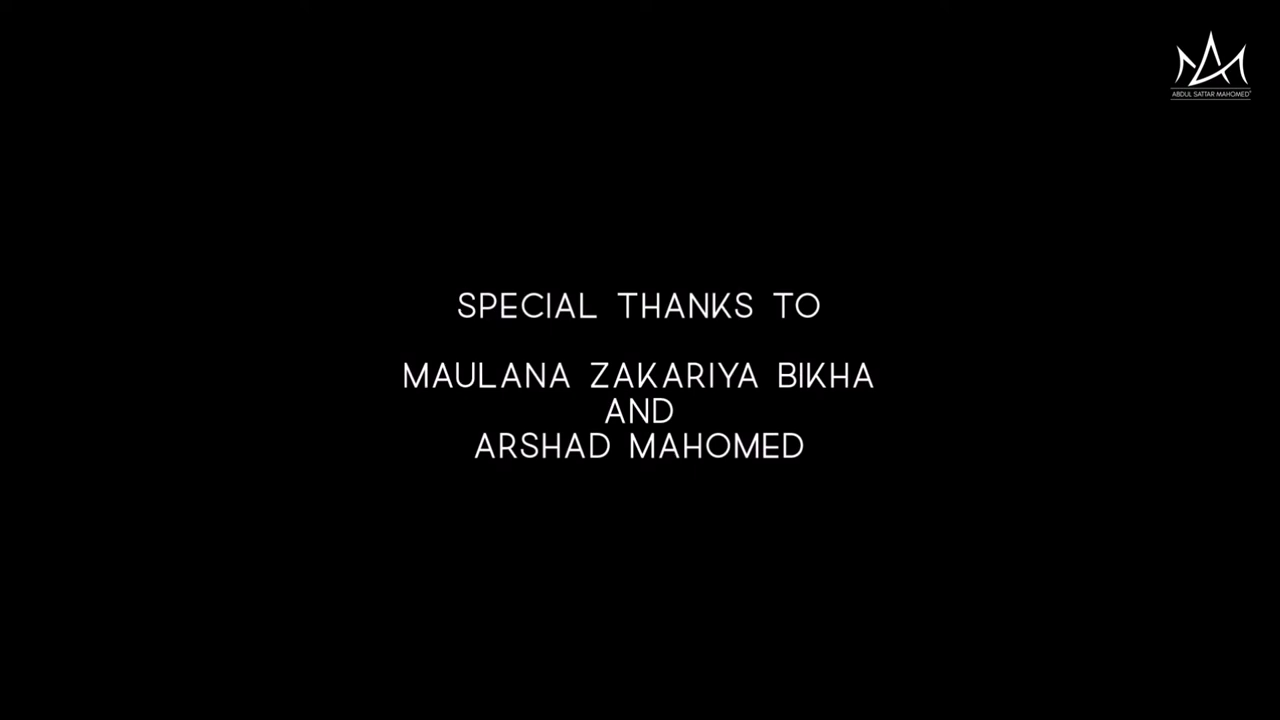 ABDUL SATTAR MAHOMED
SPECIAL THANKS TO
MAULANA ZAKARIYA BIKHA
AND
ARSHAD MAHOMED